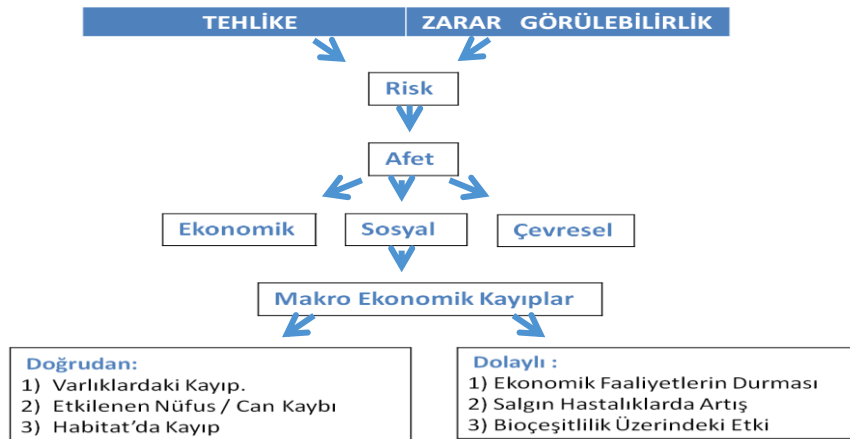 TEHLİKE ZARAR GÖRÜLEBİLİRLİK
Risk
Afet
Ekonomik Sosyal Çevresel
Makro Ekonomik Kayıplar
Doğrudan:
1) Varlıklardaki Kayıp.
2) Etkilenen Nüfus / Can Kaybı
3) Habitat'da Kayıp
Dolaylı :
1) Ekonomik Faaliyetlerin Durması
2) Salgın Hastalıklarda Artış
3) Bioçeşitlilik Üzerindeki Etki